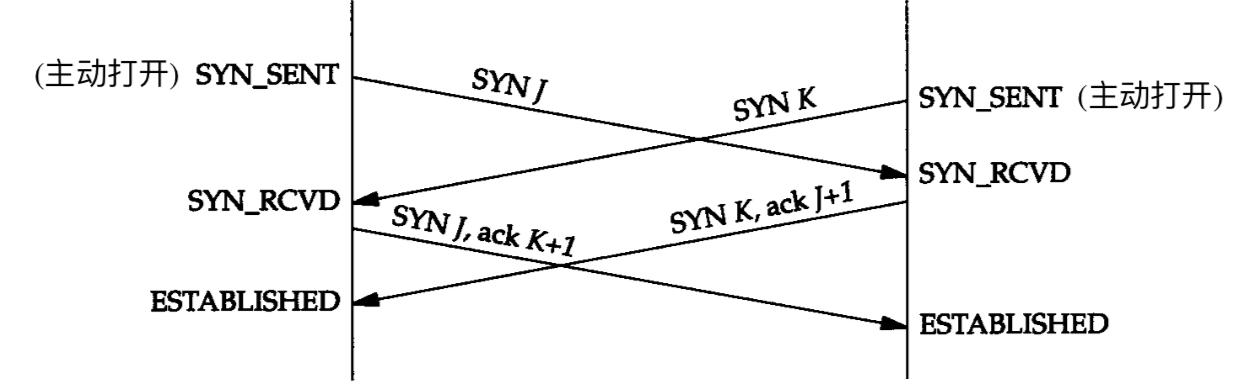 (主动打开) SYN_SENT
SYN J
SYN K
SYN_SENT (主动打开)
SYN_RCVD
SYN_RCVD
SYN J, ack K+1
SYN K, ack J+1
ESTABLISHED
ESTABLISHED